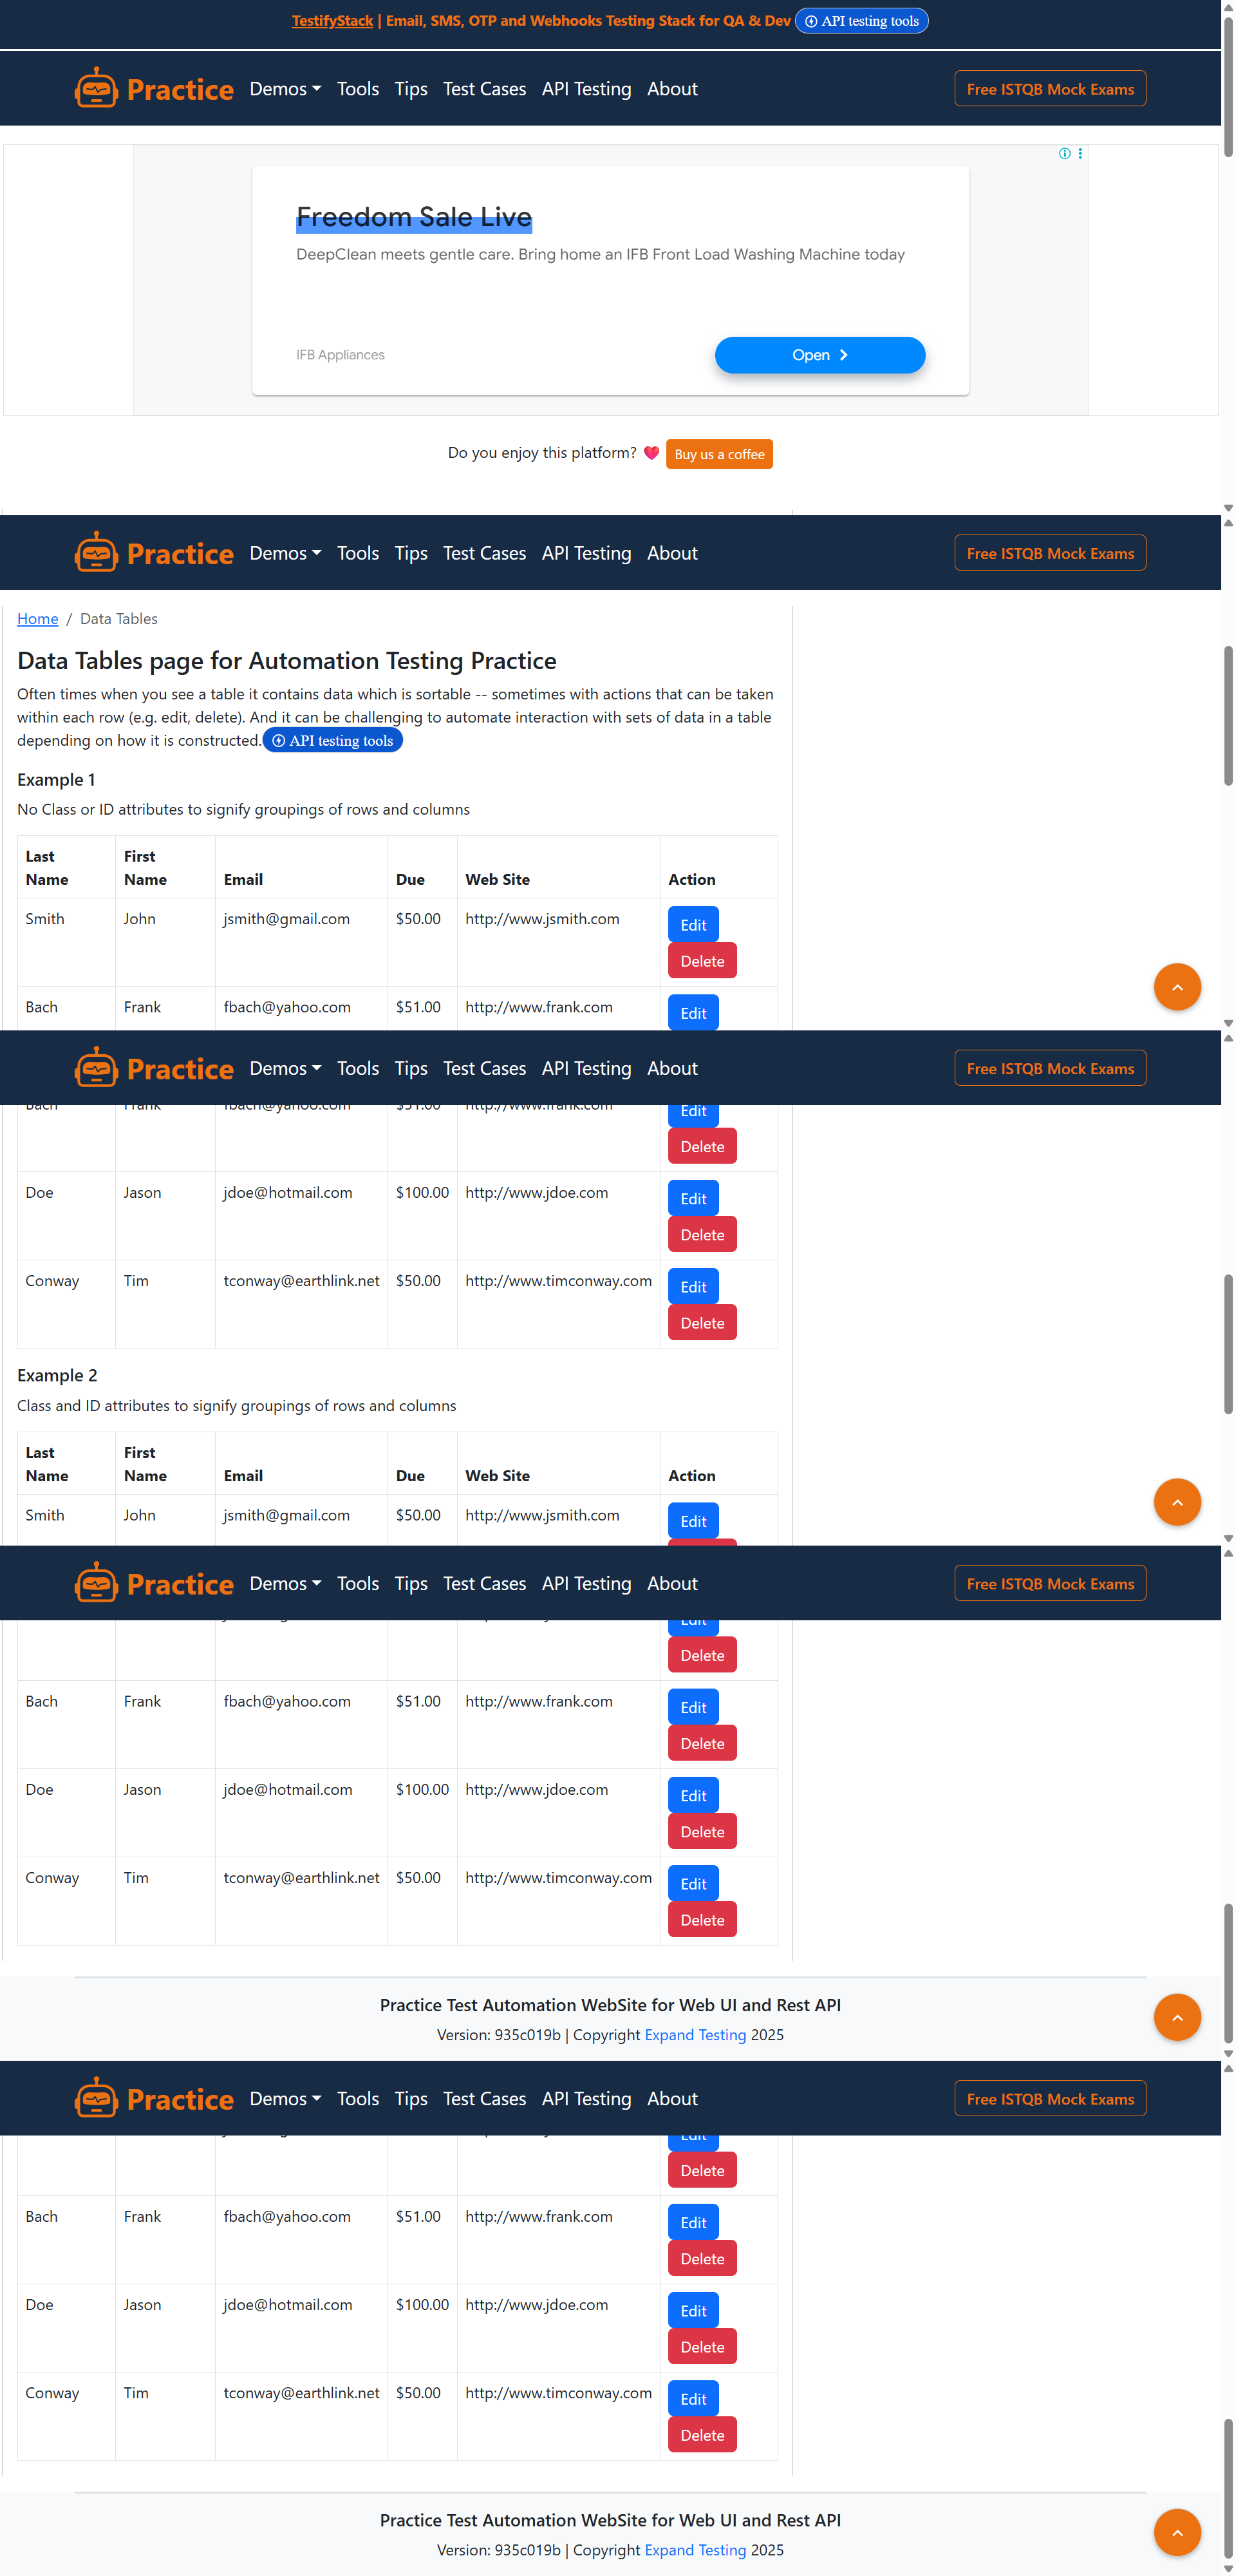 TestifyStack | Email, SMS, OTP and Webhooks Testing Stack for QA & Dev API testing tools
Practice Demos Tools Tips Test Cases API Testing About Free ISTQB Mock Exams
Freedom Sale Live
DeepClean meets gentle care. Bring home an IFB Front Load Washing Machine today
IFB Appliances Open
Do you enjoy this platform? Buy us a coffee
Practice Demos Tools Tips Test Cases API Testing About Free ISTQB Mock Exams
Home / Data Tables
Data Tables page for Automation Testing Practice
Often times when you see a table it contains data which is sortable -- sometimes with actions that can be taken
within each row (e.g. edit, delete). And it can be challenging to automate interaction with sets of data in a table
depending on how it is constructed. API testing tools
Example 1
No Class or ID attributes to signify groupings of rows and columns
Last Name First Name Email Due Web Site Action
Smith John jsmith@gmail.com $50.00 http://www.jsmith.com Edit
Delete
Bach Frank fbach@yahoo.com $51.00 http://www.frank.com Edit
Practice Demos Tools Tips Test Cases API Testing About Free ISTQB Mock Exams
Bach Frank fbach@yahoo.com $51.00 http://www.frank.com Edit
Delete
Doe Jason jdoe@hotmail.com $100.00 http://www.jdoe.com Edit
Delete
Conway Tim tconway@earthlink.net $50.00 http://www.timconway.com Edit
Delete
Example 2
Class and ID attributes to signify groupings of rows and columns
Last Name First Name Email Due Web Site Action
Smith John jsmith@gmail.com $50.00 http://www.jsmith.com Edit
Practice Demos Tools Tips Test Cases API Testing About Free ISTQB Mock Exams
Edit
Delete
Bach Frank fbach@yahoo.com $51.00 http://www.frank.com Edit
Delete
Doe Jason jdoe@hotmail.com $100.00 http://www.jdoe.com Edit
Delete
Conway Tim tconway@earthlink.net $50.00 http://www.timconway.com Edit
Delete
Practice Test Automation WebSite for Web UI and Rest API
Version: 935c019b | Copyright Expand Testing 2025
Practice Demos Tools Tips Test Cases API Testing About Free ISTQB Mock Exams
Edit
Delete
Bach Frank fbach@yahoo.com $51.00 http://www.frank.com Edit
Delete
Doe Jason jdoe@hotmail.com $100.00 http://www.jdoe.com Edit
Delete
Conway Tim tconway@earthlink.net $50.00 http://www.timconway.com Edit
Delete
Practice Test Automation WebSite for Web UI and Rest API
Version: 935c019b | Copyright Expand Testing 2025